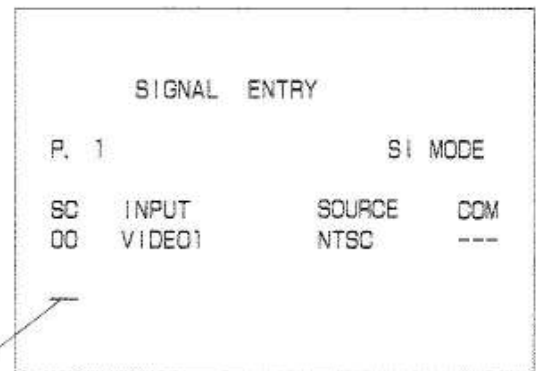 SIGNAL ENTRY
P. 1 SI MODE
SC INPUT SOURCE COM
00 VIDEO1 NTSC ---